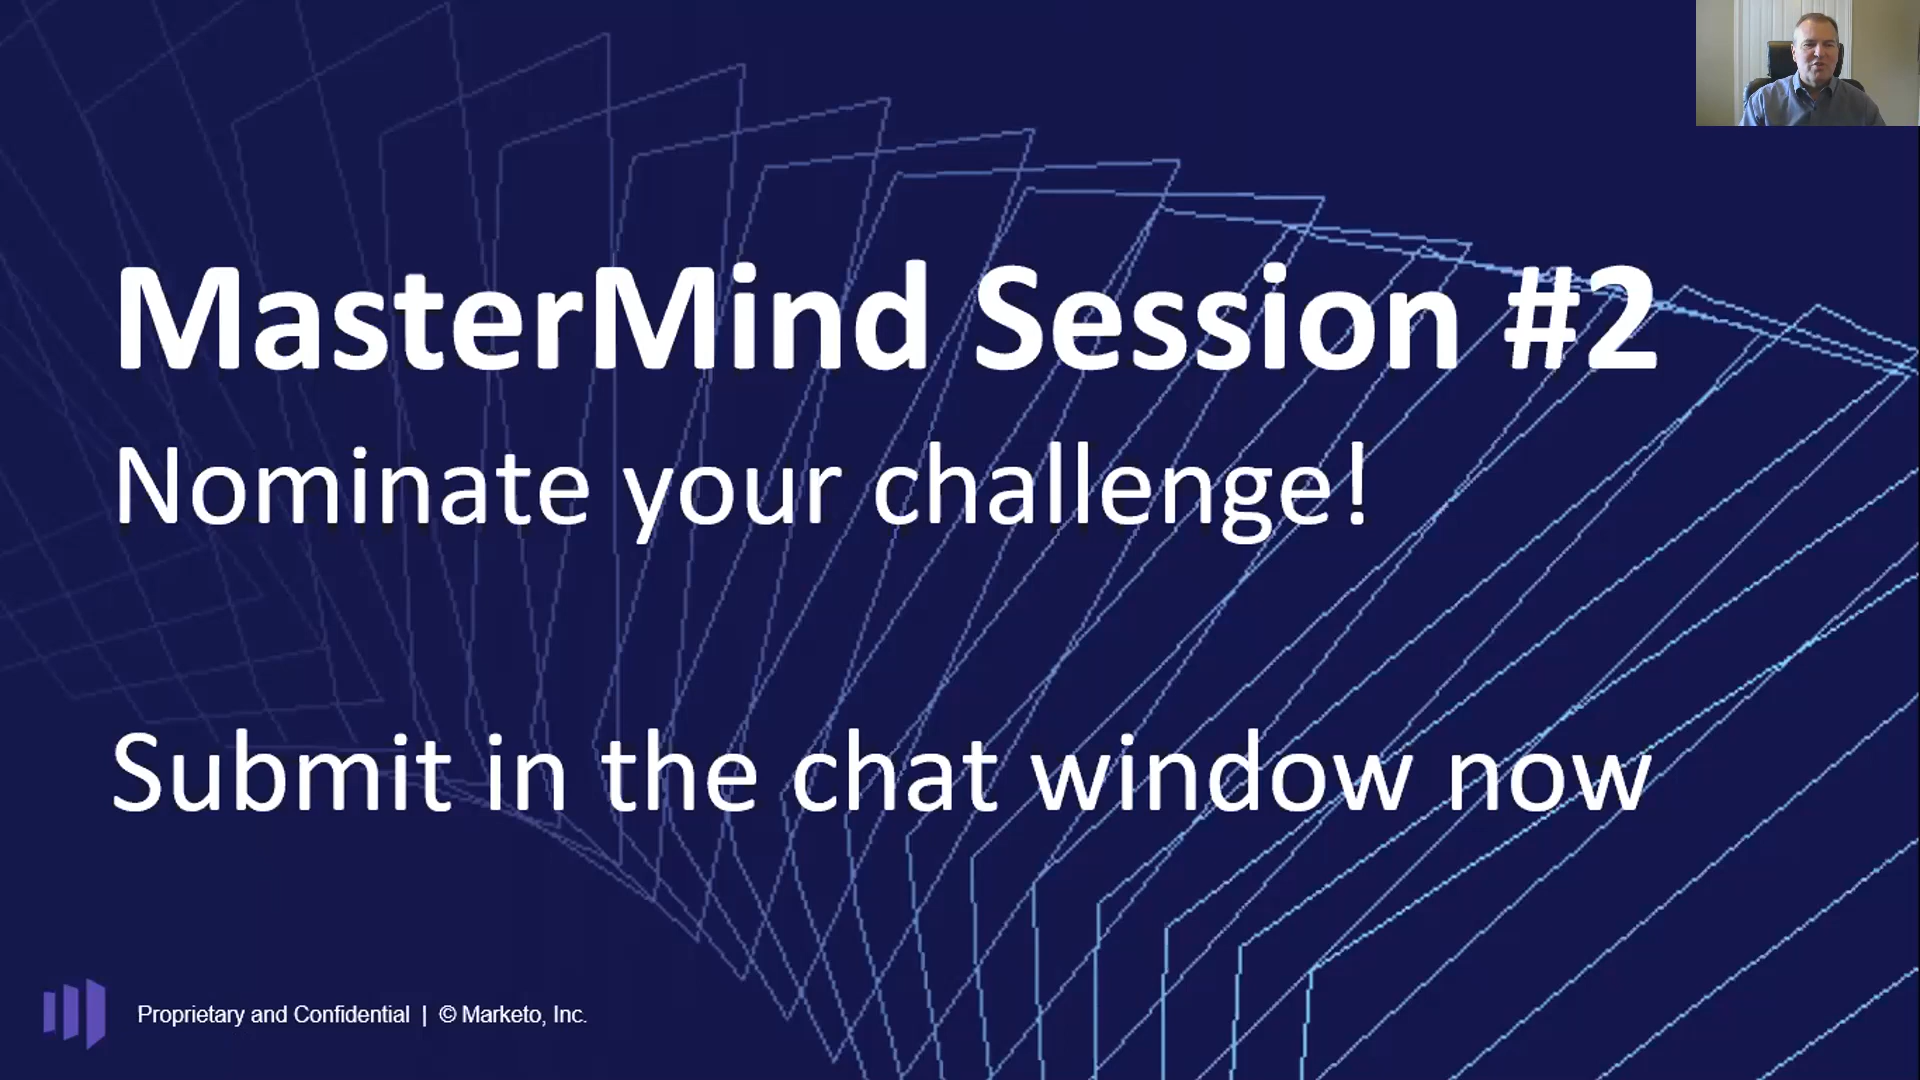 MasterMind Session #2
Nominate your challenge!
Submit in the chat window now
Proprietary and Confidential | © Marketo, Inc.